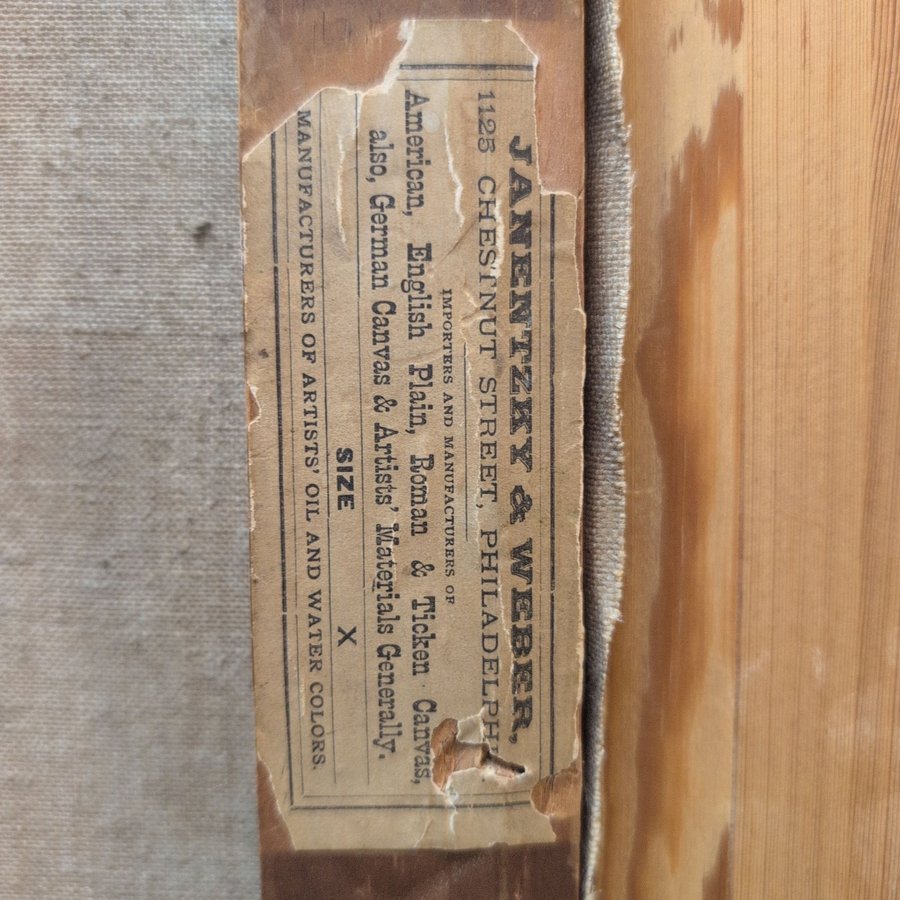 JANENTZKY & WEBER,
1125 CHESTNUT STREET, PHILADELPHI
IMPORTERS AND MANUFACTURERS OF
American, English Plain, Roman & Ticken Canvas,
also, German Canvas & Artists' Materials Generally.
SIZE X
MANUFACTURERS OF ARTISTS' OIL AND WATER COLORS.